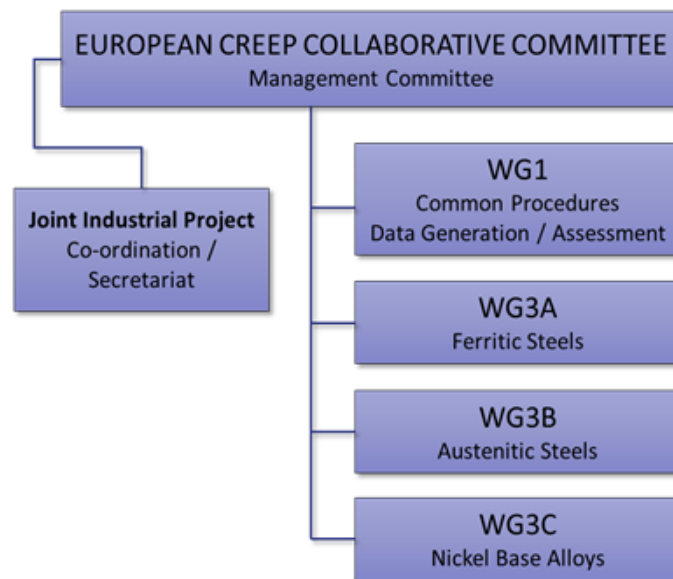 EUROPEAN CREEP COLLABORATIVE COMMITTEE
Management Committee
Joint Industrial Project
Co-ordination /
Secretariat
WG1
Common Procedures
Data Generation / Assessment
WG3A
Ferritic Steels
WG3B
Austenitic Steels
WG3C
Nickel Base Alloys